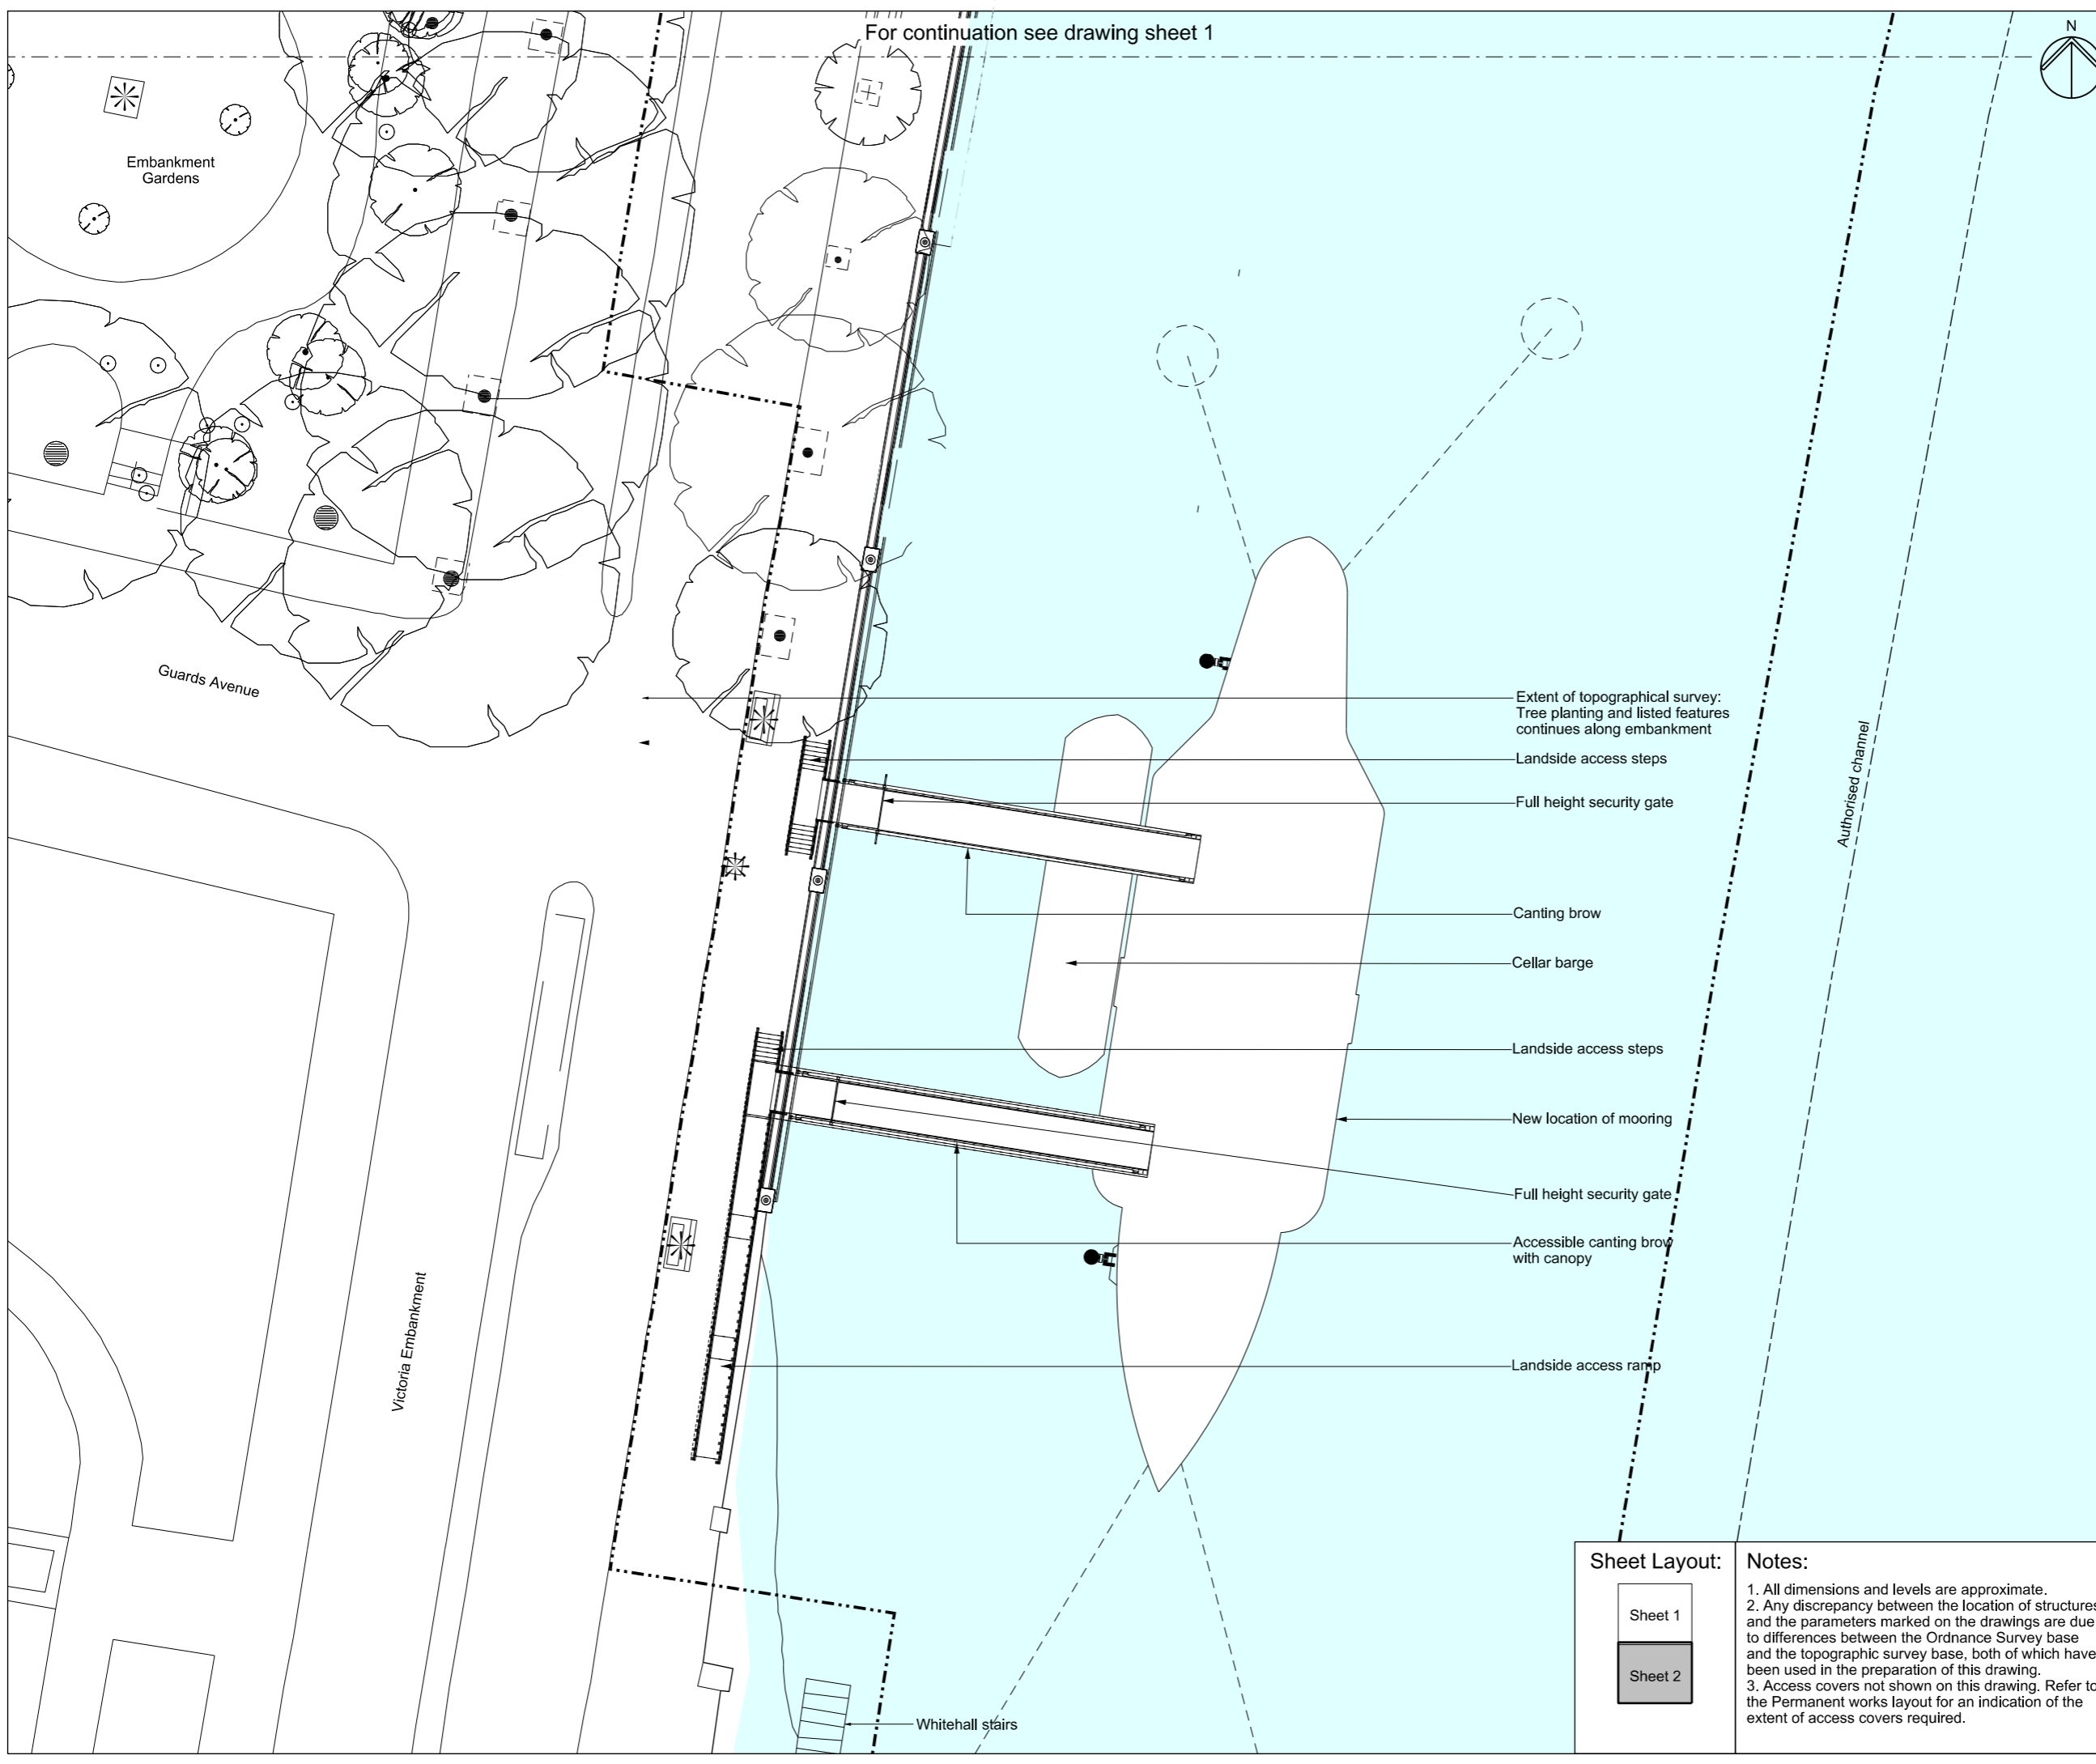 For continuation see drawing sheet 1
N
Embankment
Gardens
Guards Avenue
Extent of topographical survey:
Tree planting and listed features
continues along embankment
Landside access steps
Full height security gate
Authorised channel
Canting brow
Cellar barge
Landside access steps
New location of mooring
Full height security gate
Accessible canting brow
with canopy
Victoria Embankment
Landside access ramp
Whitehall stairs
Sheet Layout:
Sheet 1
Sheet 2
Notes:
1. All dimensions and levels are approximate.
2. Any discrepancy between the location of structures
and the parameters marked on the drawings are due
to differences between the Ordnance Survey base
and the topographic survey base, both of which have
been used in the preparation of this drawing.
3. Access covers not shown on this drawing. Refer to
the Permanent works layout for an indication of the
extent of access covers required.